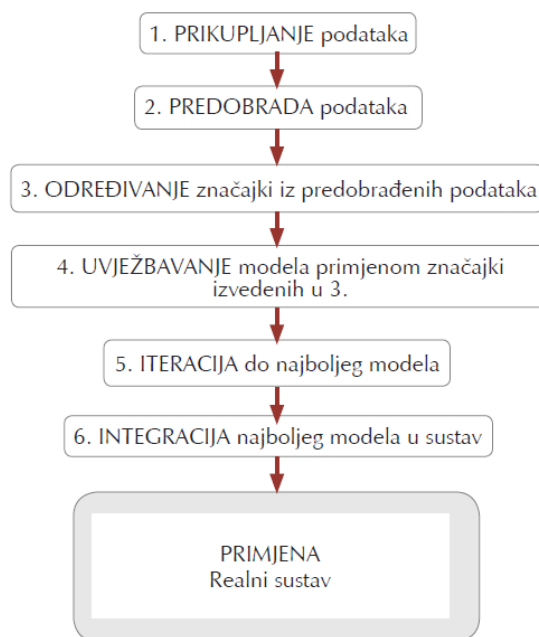 1. PRIKUPLJANJE podataka
2. PREDOBRADA podataka
3. ODREĐIVANJE značajki iz predobrađenih podataka
4. UVJEŽBAVANJE modela primjenom značajki
izvedenih u 3.
5. ITERACIJA do najboljeg modela
6. INTEGRACIJA najboljeg modela u sustav
PRIMJENA
Realni sustav